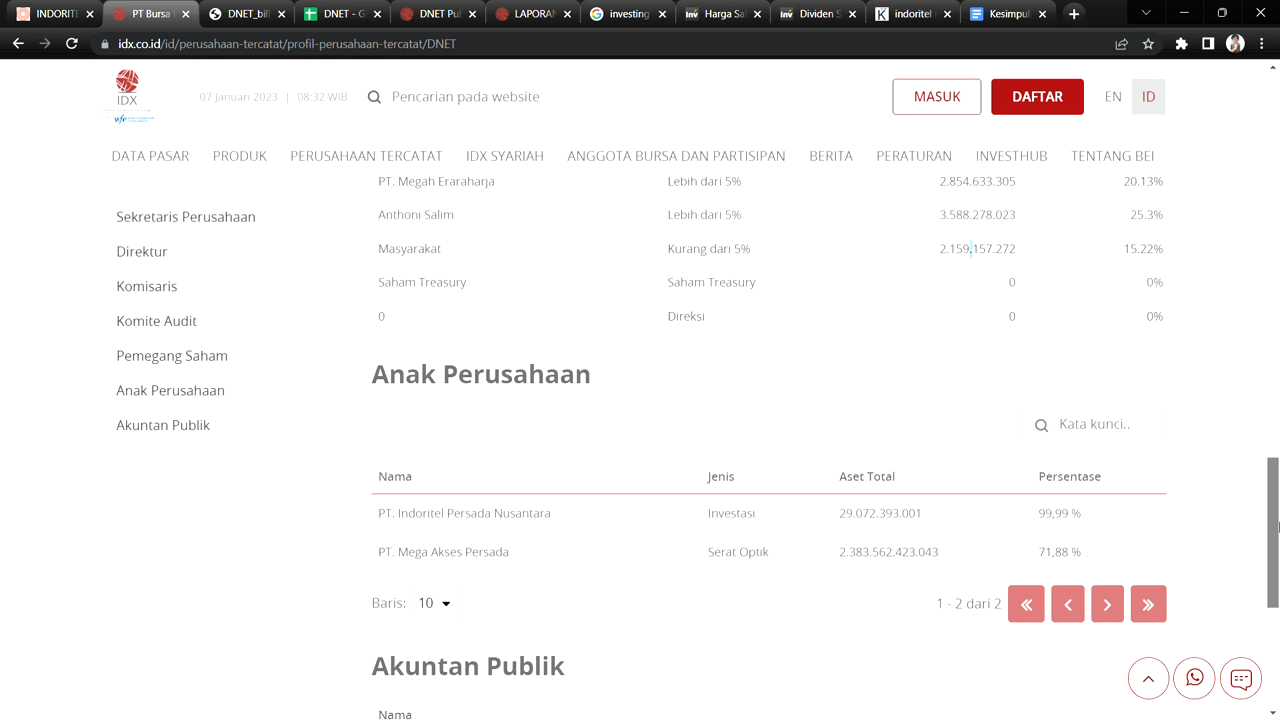 INDORITE
PT Bursa
DNET_bil
DNET - G
DNET Pu
LAPORAN
investing
Harga Sa
Dividen S
indoritel
Kesimpul
idx.co.id/id/perusahaan-tercatat/profil-perusahaan-tercatat/DNET
IDX
07 Januari 2023 | 08:32 WIB
Pencarian pada website
MASUK
DAFTAR
EN
ID
DATA PASAR PRODUK PERUSAHAAN TERCATAT IDX SYARIAH ANGGOTA BURSA DAN PARTISIPAN BERITA PERATURAN INVESTHUB TENTANG BEI
Sekretaris Perusahaan
Direktur
Komisaris
Komite Audit
Pemegang Saham
Anak Perusahaan
Akuntan Publik
PT. Megah Eraraharja Lebih dari 5% 2.854.633.305 20.13%
Anthoni Salim Lebih dari 5% 3.588.278.023 25.3%
Masyarakat Kurang dari 5% 2.159.157.272 15.22%
Saham Treasury Saham Treasury 0 0%
0 Direksi 0 0%
Anak Perusahaan
Kata kunci..
Nama Jenis Aset Total Persentase
PT. Indoritel Persada Nusantara Investasi 29.072.393.001 99,99 %
PT. Mega Akses Persada Serat Optik 2.383.562.423.043 71,88 %
Baris: 10
1 - 2 dari 2
Akuntan Publik
Nama